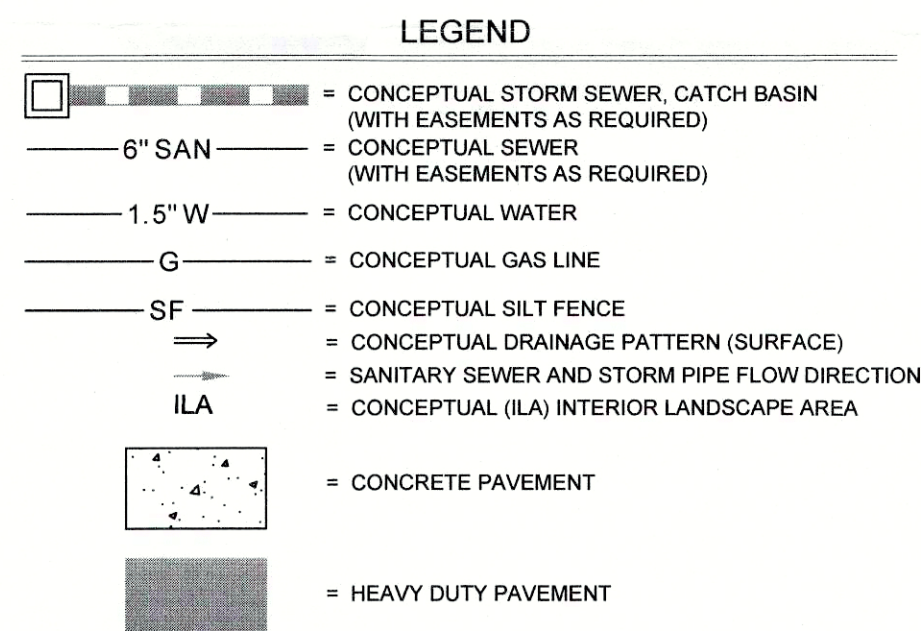 LEGEND
= CONCEPTUAL STORM SEWER, CATCH BASIN
(WITH EASEMENTS AS REQUIRED)
6" SAN = CONCEPTUAL SEWER
(WITH EASEMENTS AS REQUIRED)
1.5" W = CONCEPTUAL WATER
G = CONCEPTUAL GAS LINE
SF = CONCEPTUAL SILT FENCE
= CONCEPTUAL DRAINAGE PATTERN (SURFACE)
= SANITARY SEWER AND STORM PIPE FLOW DIRECTION
ILA = CONCEPTUAL (ILA) INTERIOR LANDSCAPE AREA
= CONCRETE PAVEMENT
= HEAVY DUTY PAVEMENT